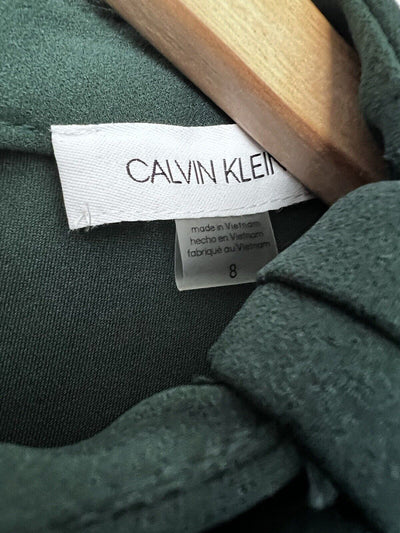 CALVIN KLEIN
made in Vietnam
hecho en Vietnam
fabriqué au Vietnam
8